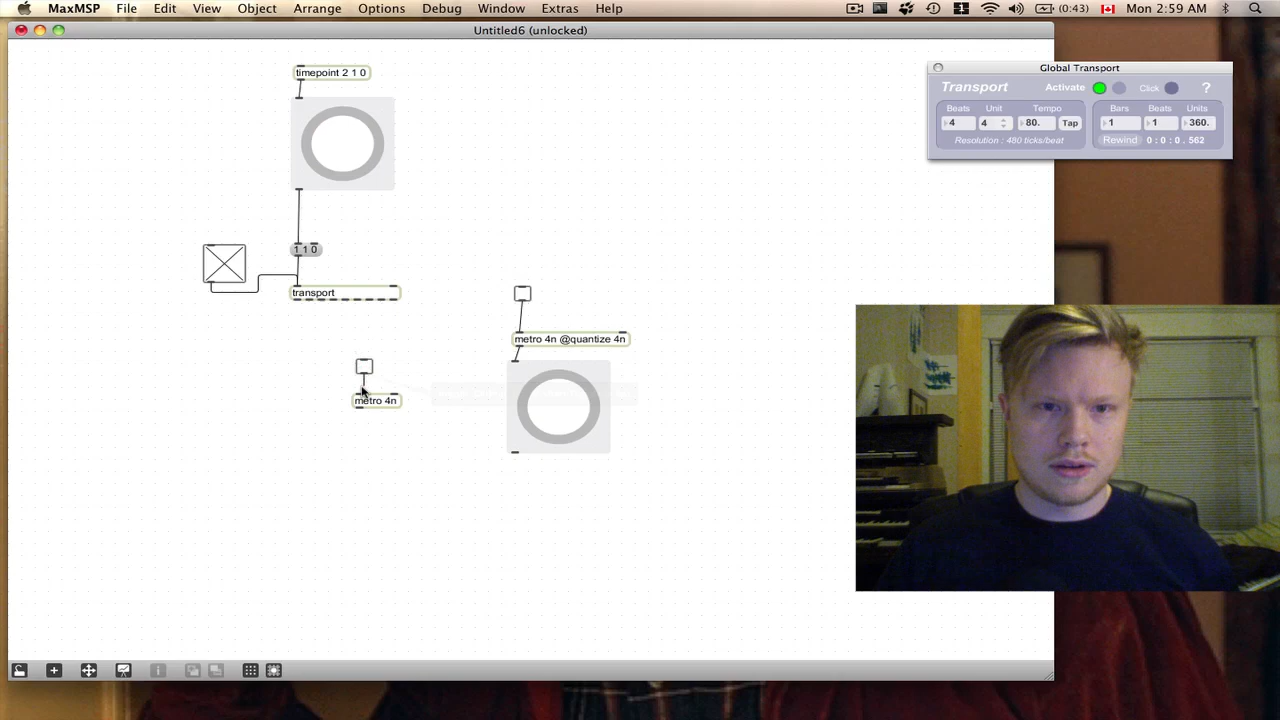 MaxMSP File Edit View Object Arrange Options Debug Window Extras Help
1 (0:43) Mon 2:59 AM
Untitled6 (unlocked)
Global Transport
Transport Activate Click ?
Beats Unit Tempo Bars Beats Units
4 4 80. Tap 1 1 360.
Resolution : 480 ticks/beat Rewind 0 : 0 : 0 . 562
timepoint 2 1 0
1 1 0
transport
metro 4n @quantize 4n
metro 4n